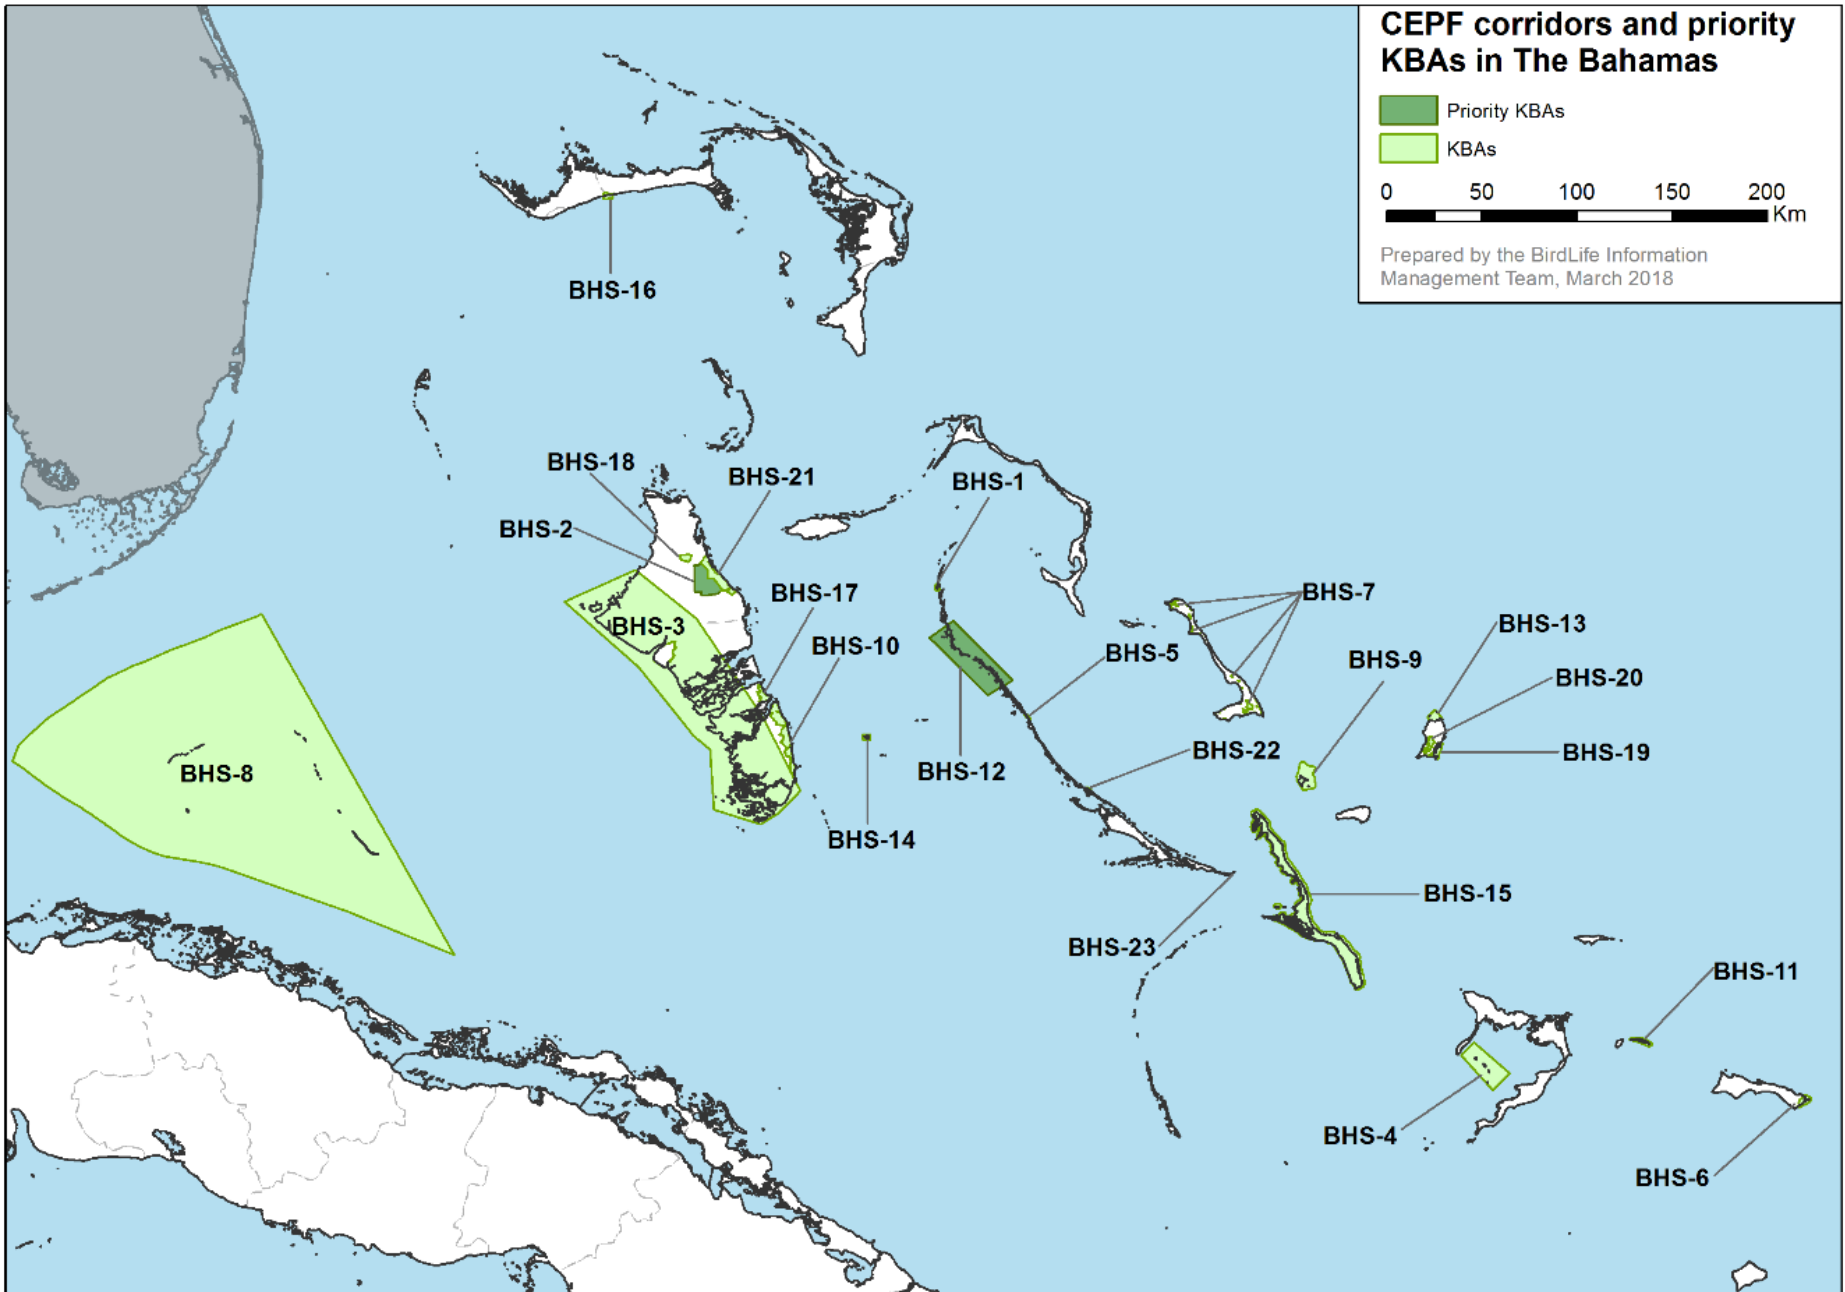 CEPF corridors and priority
KBAs in The Bahamas
Priority KBAs
KBAs
0 50 100 150 200
Km
Prepared by the BirdLife Information
Management Team, March 2018
BHS-16
BHS-18
BHS-21
BHS-1
BHS-2
BHS-17
BHS-7
BHS-3
BHS-13
BHS-10
BHS-5
BHS-9
BHS-20
BHS-22
BHS-19
BHS-8
BHS-12
BHS-14
BHS-15
BHS-23
BHS-11
BHS-4
BHS-6